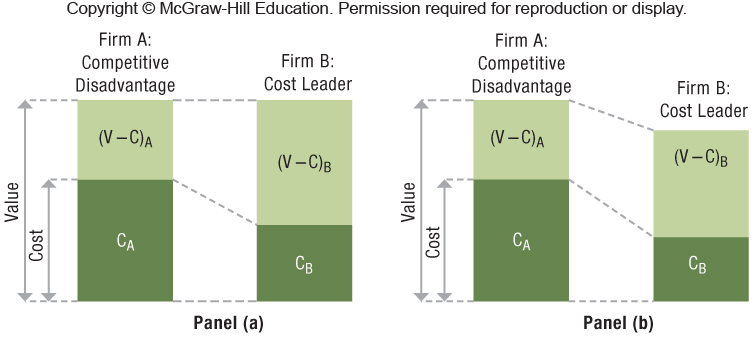 Copyright © McGraw-Hill Education. Permission required for reproduction or display.
Firm A:
Competitive
Disadvantage
Firm B:
Cost Leader
(V – C)A
(V – C)B
Value
Cost
CA
CB
Panel (a)
Firm A:
Competitive
Disadvantage
Firm B:
Cost Leader
(V – C)A
(V – C)B
Value
Cost
CA
CB
Panel (b)